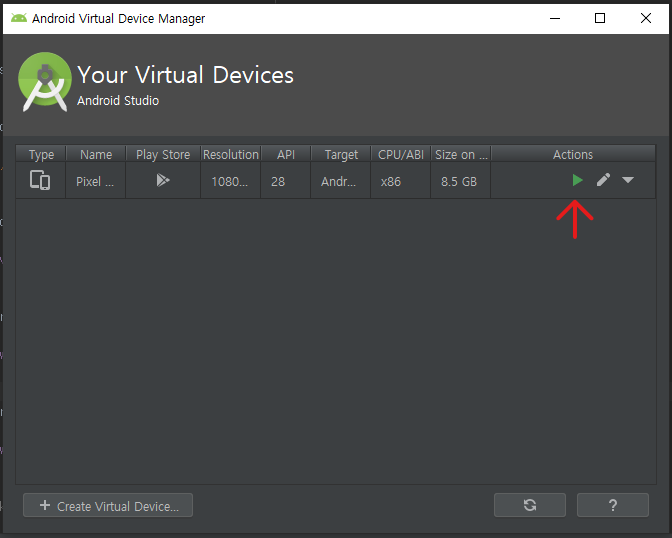 Android Virtual Device Manager
Your Virtual Devices
Android Studio
Type Name Play Store Resolution API Target CPU/ABI Size on ... Actions
Pixel ... 1080... 28 Andr... x86 8.5 GB
+ Create Virtual Device... ?